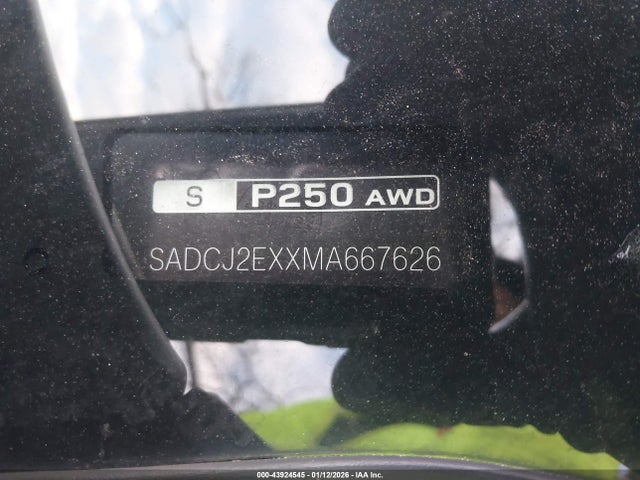 S P250 AWD
SADCJ2EXXMA667626
000-43924545 - 01/12/2026 - IAA Inc.